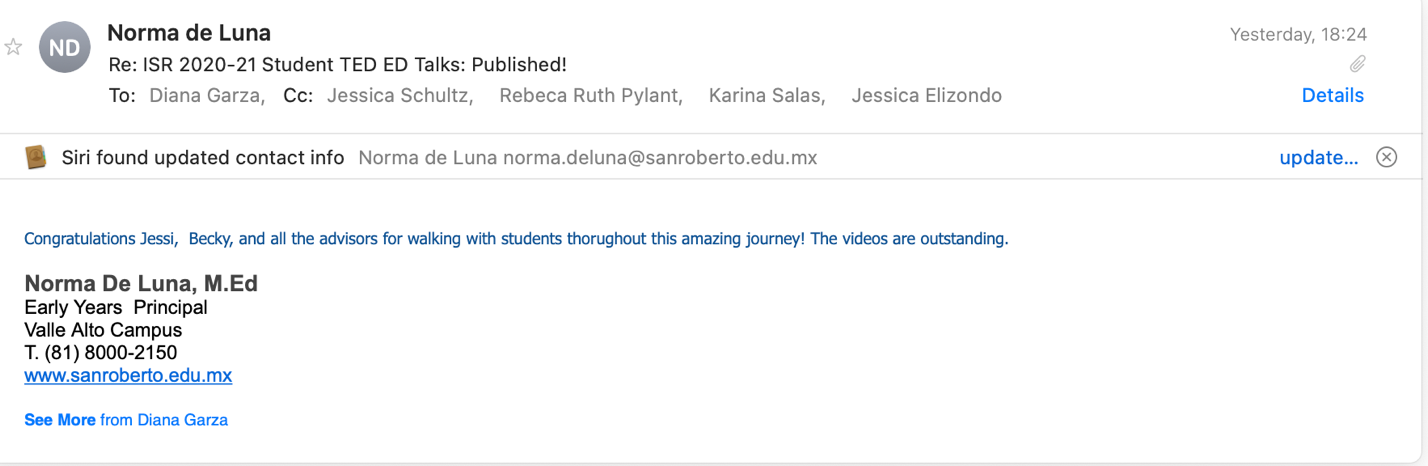 ND
Norma de Luna
Yesterday, 18:24
Re: ISR 2020-21 Student TED ED Talks: Published!
To: Diana Garza, Cc: Jessica Schultz, Rebeca Ruth Pylant, Karina Salas, Jessica Elizondo
Details
Siri found updated contact info Norma de Luna norma.deluna@sanroberto.edu.mx update...
Congratulations Jessi,  Becky, and all the advisors for walking with students thorughout this amazing journey! The videos are outstanding.
Norma De Luna, M.Ed
Early Years  Principal
Valle Alto Campus
T. (81) 8000-2150
www.sanroberto.edu.mx
See More from Diana Garza